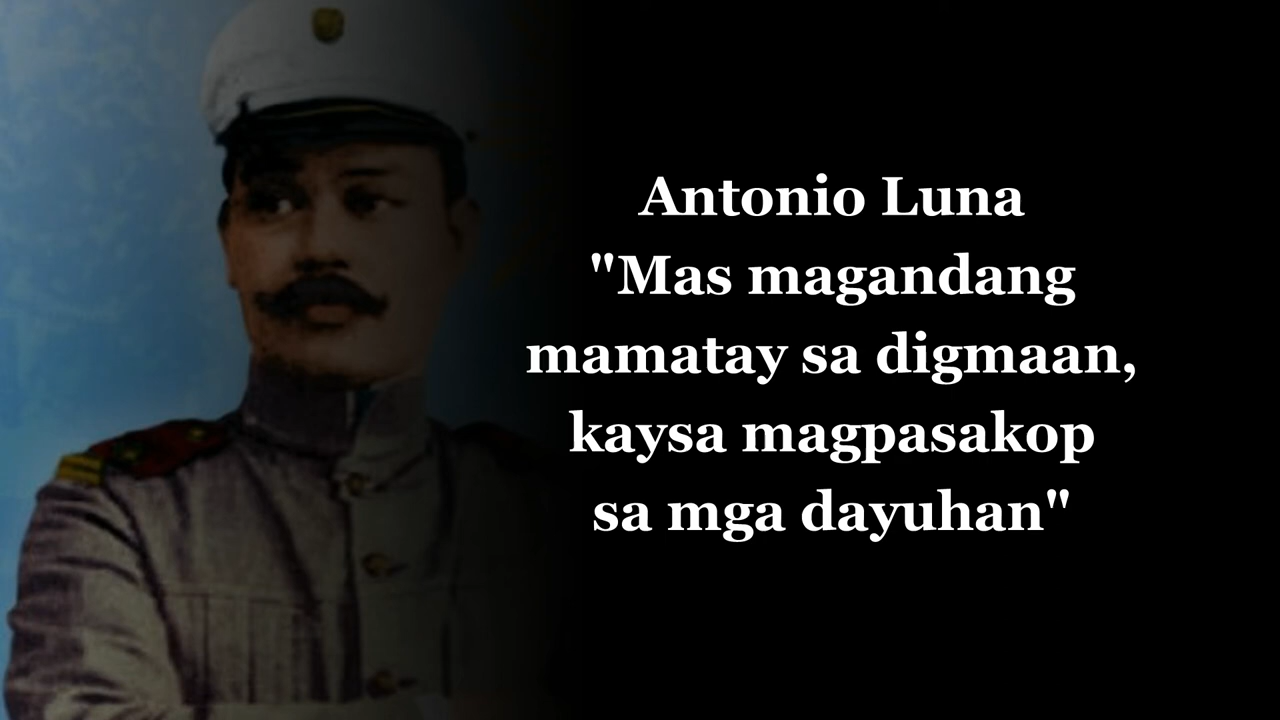 Antonio Luna
"Mas magandang
mamatay sa digmaan,
kaysa magpasakop
sa mga dayuhan"